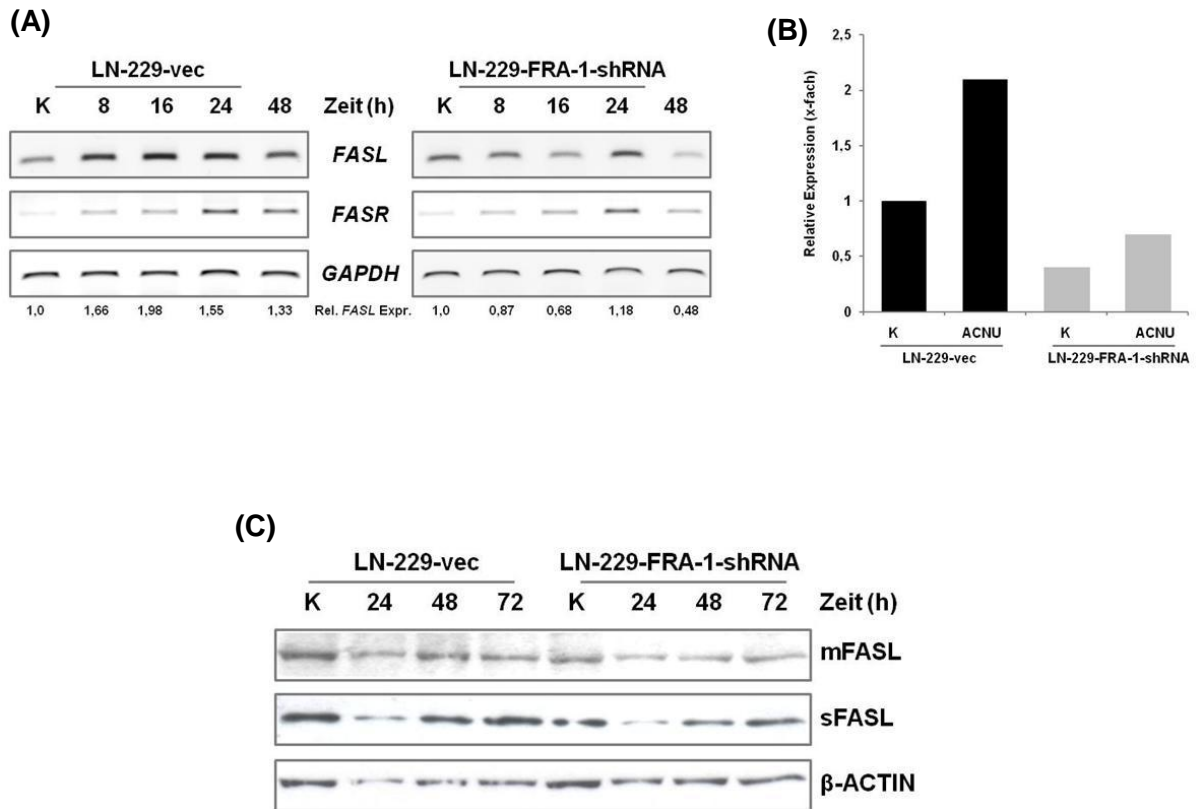 (A)
LN-229-vec LN-229-FRA-1-shRNA
K 8 16 24 48 Zeit (h) K 8 16 24 48
FASL
FASR
GAPDH
1,0 1,66 1,98 1,55 1,33 Rel. FASL Expr. 1,0 0,87 0,68 1,18 0,48
(B)
Relative Expression (x-fach)
2,5
2
1,5
1
0,5
0
K ACNU K ACNU
LN-229-vec LN-229-FRA-1-shRNA
(C)
LN-229-vec LN-229-FRA-1-shRNA
K 24 48 72 K 24 48 72 Zeit (h)
mFASL
sFASL
β-ACTIN